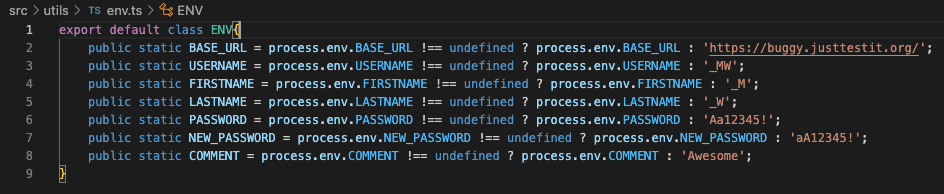 src > utils > TS env.ts > ENV
1 export default class ENV{
2 public static BASE_URL = process.env.BASE_URL !== undefined ? process.env.BASE_URL : 'https://buggy.justtestit.org/';
3 public static USERNAME = process.env.USERNAME !== undefined ? process.env.USERNAME : '_MW';
4 public static FIRSTNAME = process.env.FIRSTNAME !== undefined ? process.env.FIRSTNAME : '_M';
5 public static LASTNAME = process.env.LASTNAME !== undefined ? process.env.LASTNAME : '_W';
6 public static PASSWORD = process.env.PASSWORD !== undefined ? process.env.PASSWORD : 'Aa12345!';
7 public static NEW_PASSWORD = process.env.NEW_PASSWORD !== undefined ? process.env.NEW_PASSWORD : 'aA12345!';
8 public static COMMENT = process.env.COMMENT !== undefined ? process.env.COMMENT : 'Awesome';
9 }